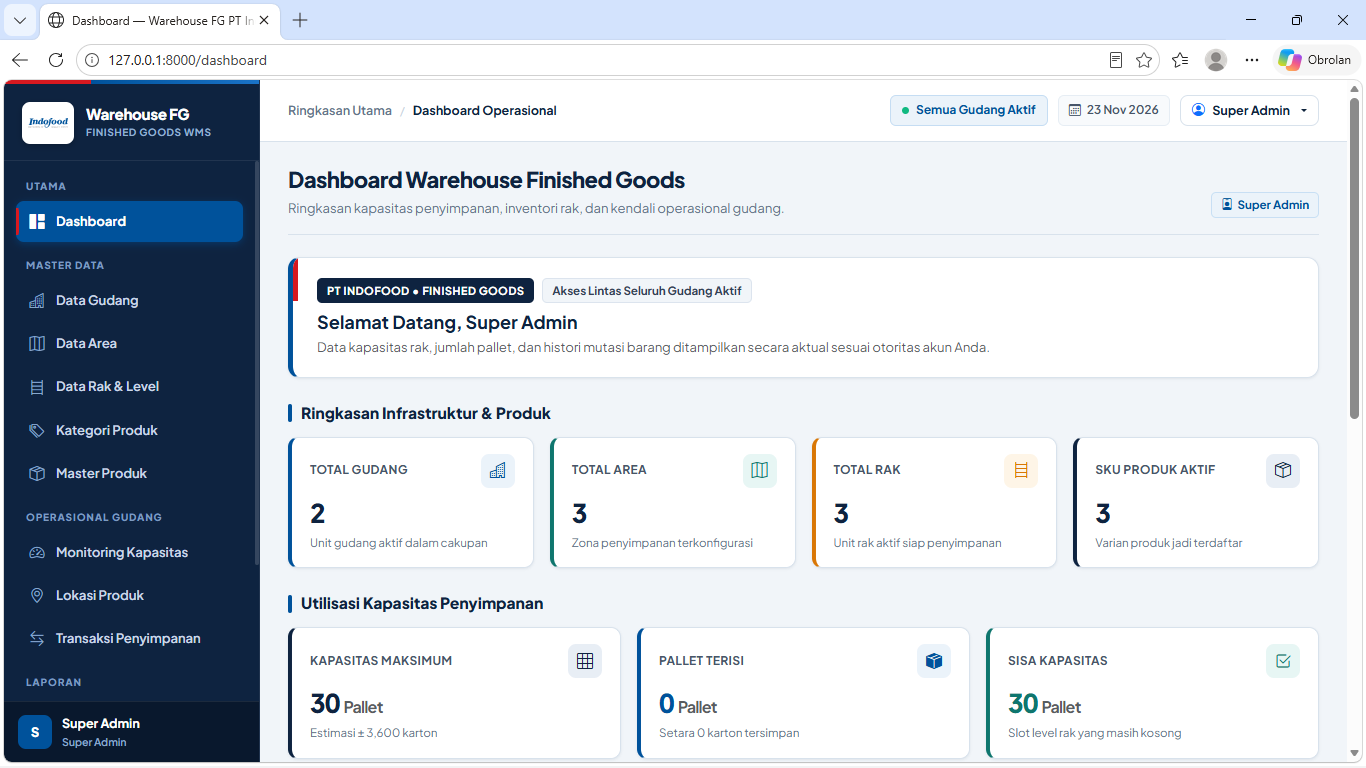 Dashboard — Warehouse FG PT In
127.0.0.1:8000/dashboard
Obrolan
Indofood
Warehouse FG
FINISHED GOODS WMS
UTAMA
Dashboard
MASTER DATA
Data Gudang
Data Area
Data Rak & Level
Kategori Produk
Master Produk
OPERASIONAL GUDANG
Monitoring Kapasitas
Lokasi Produk
Transaksi Penyimpanan
LAPORAN
S
Super Admin
Super Admin
Ringkasan Utama / Dashboard Operasional
Semua Gudang Aktif
23 Nov 2026
Super Admin
Dashboard Warehouse Finished Goods
Ringkasan kapasitas penyimpanan, inventori rak, dan kendali operasional gudang.
Super Admin
PT INDOFOOD • FINISHED GOODS
Akses Lintas Seluruh Gudang Aktif
Selamat Datang, Super Admin
Data kapasitas rak, jumlah pallet, dan histori mutasi barang ditampilkan secara aktual sesuai otoritas akun Anda.
Ringkasan Infrastruktur & Produk
TOTAL GUDANG
2
Unit gudang aktif dalam cakupan
TOTAL AREA
3
Zona penyimpanan terkonfigurasi
TOTAL RAK
3
Unit rak aktif siap penyimpanan
SKU PRODUK AKTIF
3
Varian produk jadi terdaftar
Utilisasi Kapasitas Penyimpanan
KAPASITAS MAKSIMUM
30 Pallet
Estimasi ± 3,600 karton
PALLET TERISI
0 Pallet
Setara 0 karton tersimpan
SISA KAPASITAS
30 Pallet
Slot level rak yang masih kosong